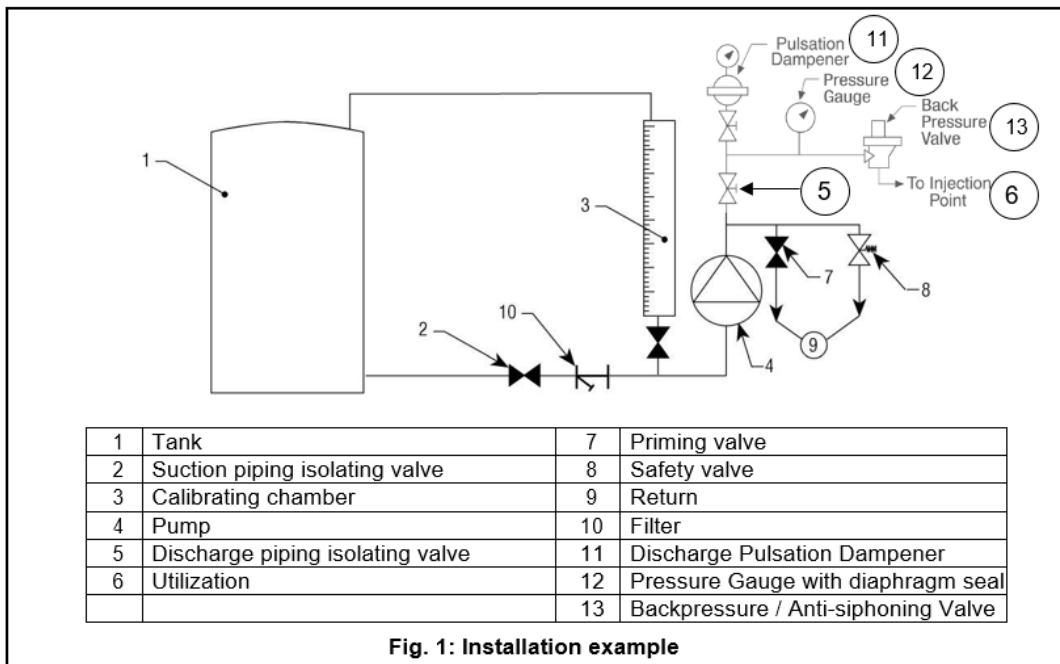 Pulsation
Dampener
11
Pressure
Gauge
12
Back
Pressure
Valve
13
To Injection
Point
6
1
3
5
7
8
2
10
9
4
1 Tank 7 Priming valve
2 Suction piping isolating valve 8 Safety valve
3 Calibrating chamber 9 Return
4 Pump 10 Filter
5 Discharge piping isolating valve 11 Discharge Pulsation Dampener
6 Utilization 12 Pressure Gauge with diaphragm seal
13 Backpressure / Anti-siphoning Valve
Fig. 1: Installation example